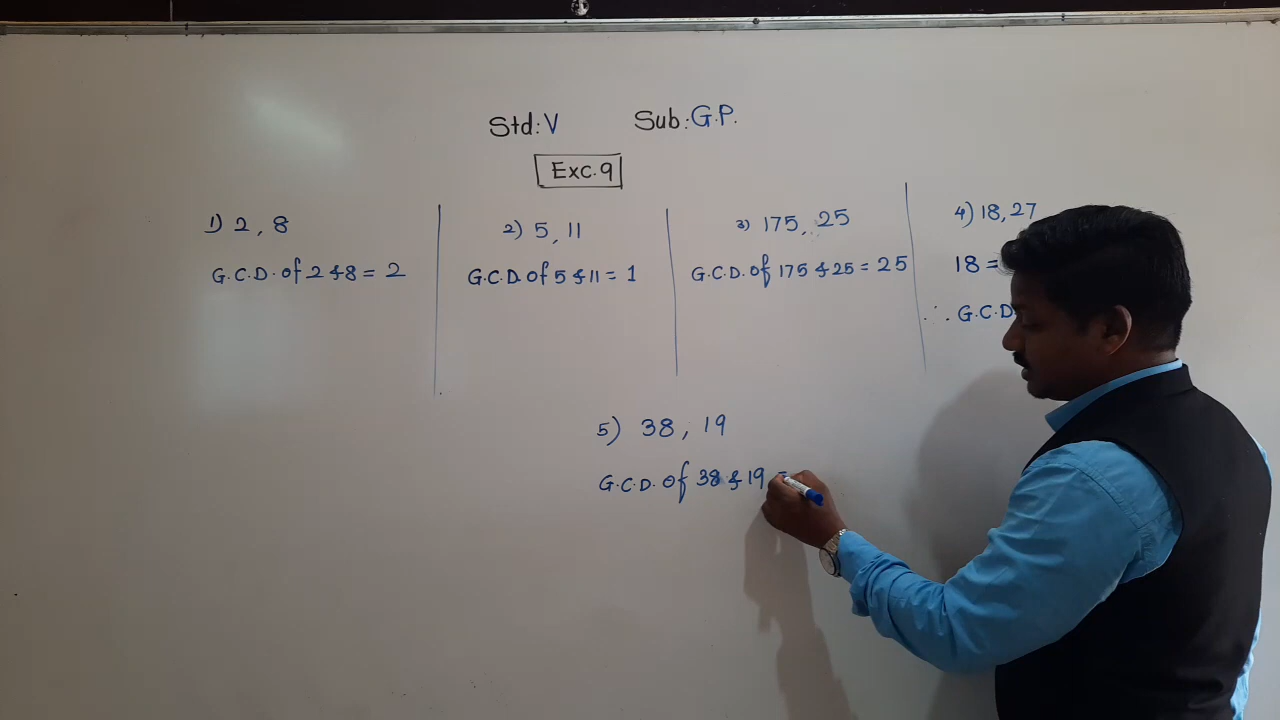 Std: V Sub: G.P.
Exc. 9
1) 2, 8
G.C.D. of 2 & 8 = 2
2) 5, 11
G.C.D. of 5 & 11 = 1
3) 175, 25
G.C.D. of 175 & 25 = 25
4) 18, 27
18 =
∴ G.C.D
5) 38, 19
G.C.D. of 38 & 19 =